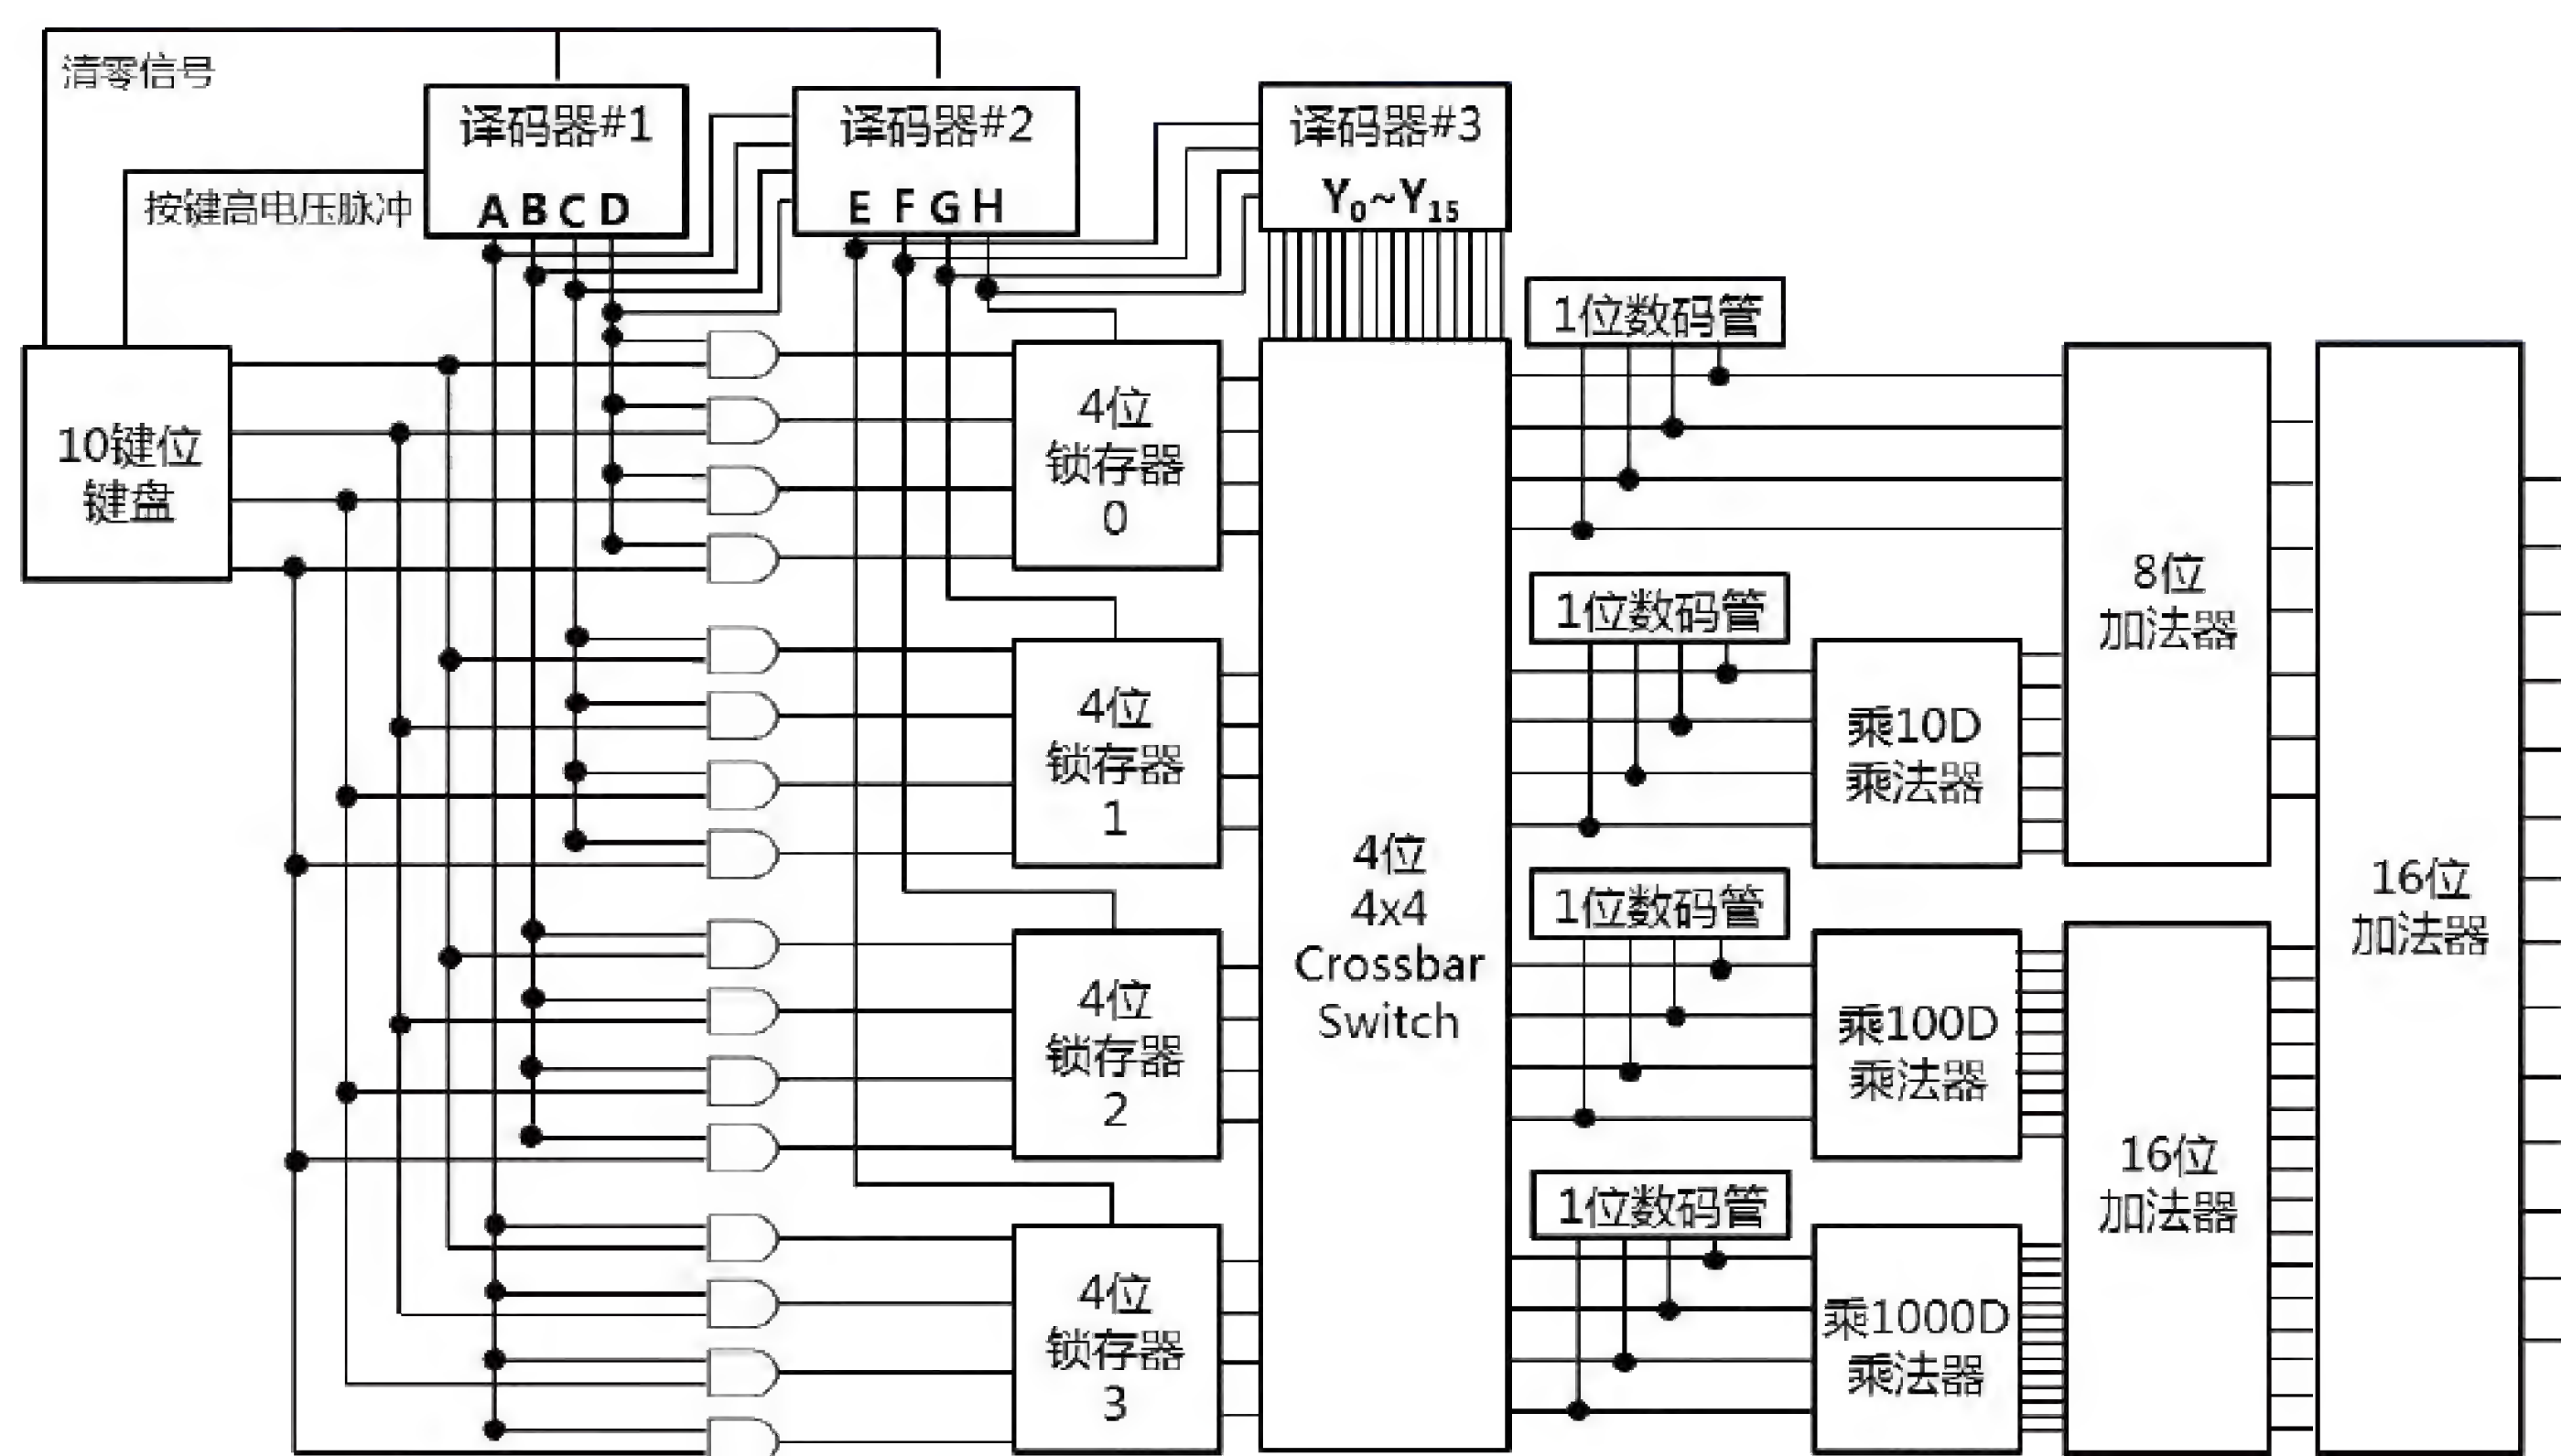 清零信号
按键高电压脉冲
译码器#1
A B C D
译码器#2
E F G H
译码器#3
Y₀~Y₁₅
10键位
键盘
4位
锁存器
0
4位
锁存器
1
4位
锁存器
2
4位
锁存器
3
4位
4x4
Crossbar
Switch
1位数码管
1位数码管
1位数码管
1位数码管
乘10D
乘法器
乘100D
乘法器
乘1000D
乘法器
8位
加法器
16位
加法器
16位
加法器